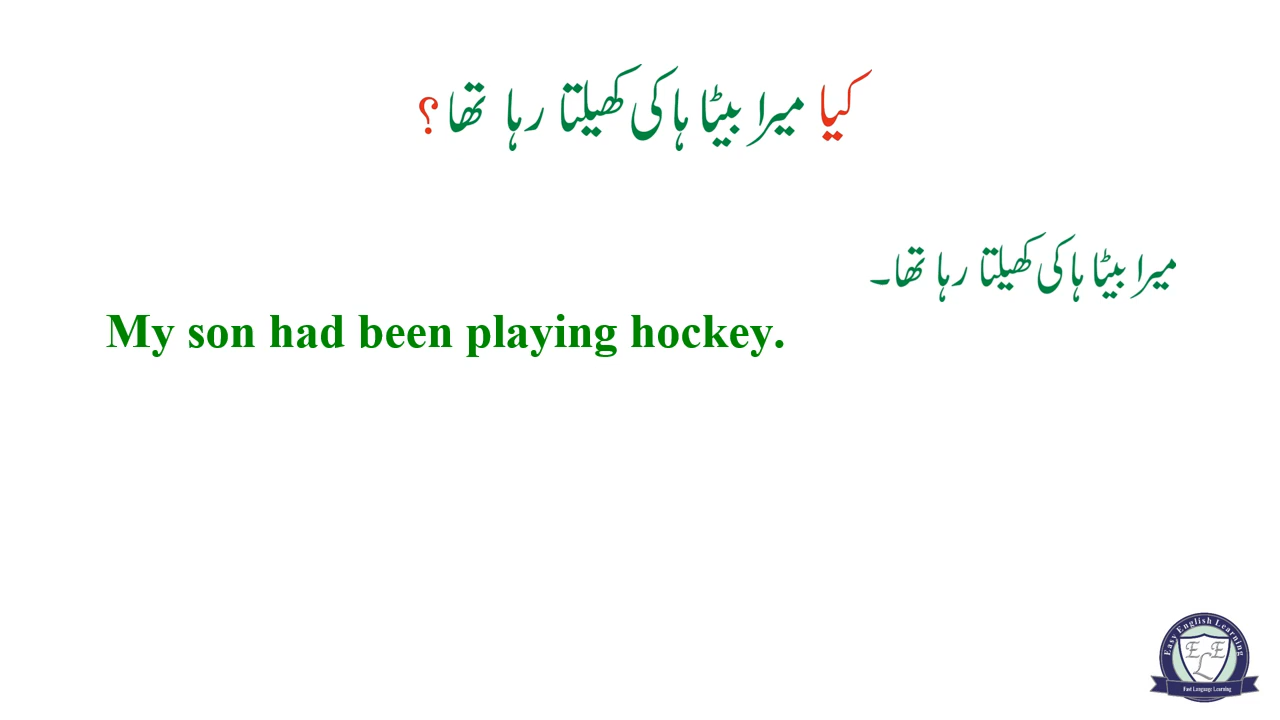 کیا میرا بیٹا ہاکی کھیلتا رہا تھا؟
میرا بیٹا ہاکی کھیلتا رہا تھا۔
My son had been playing hockey.
Easy English Learning
E L E
Fast Language Learning